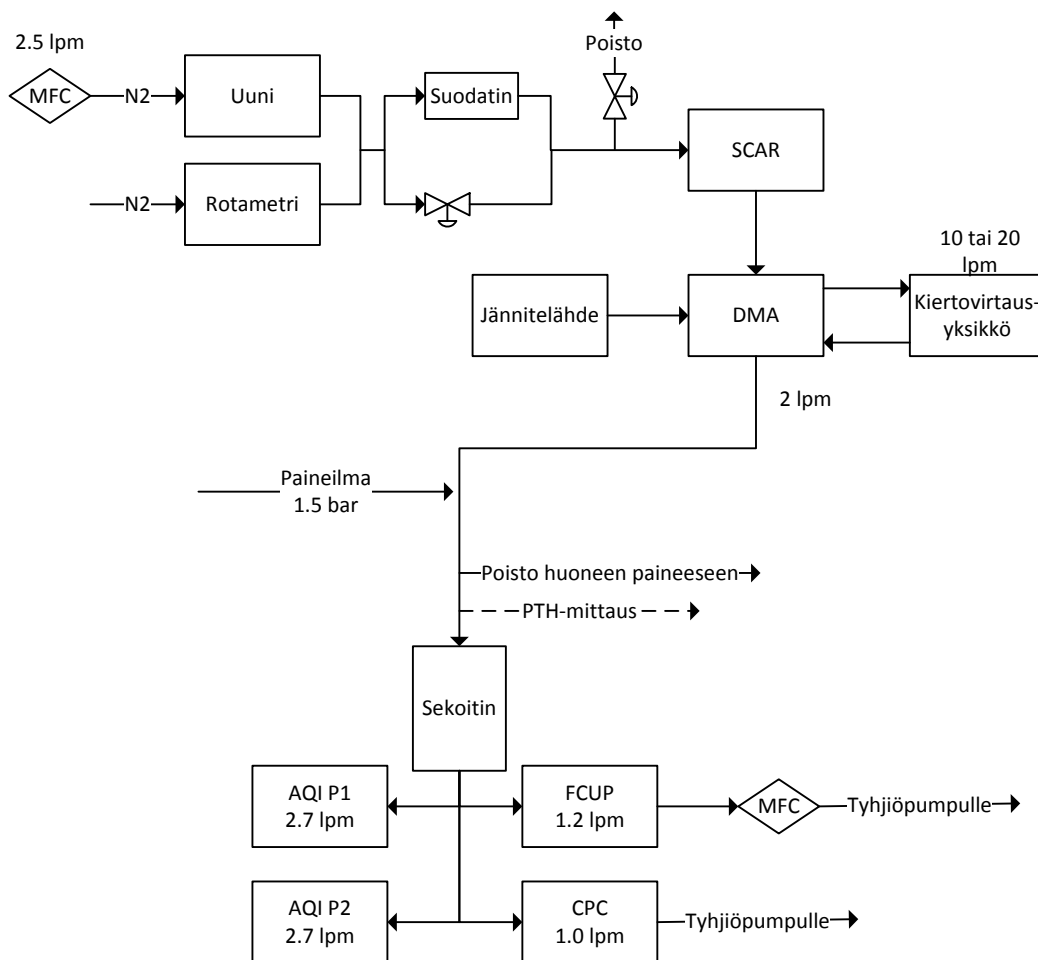 2.5 lpm
MFC
N2
Uuni
Suodatin
Poisto
N2
Rotametri
SCAR
10 tai 20
lpm
Jännitelähde
DMA
Kiertovirtaus-
yksikkö
2 lpm
Paineilma
1.5 bar
Poisto huoneen paineeseen
PTH-mittaus
Sekoitin
AQI P1
2.7 lpm
FCUP
1.2 lpm
MFC
Tyhjiöpumpulle
AQI P2
2.7 lpm
CPC
1.0 lpm
Tyhjiöpumpulle